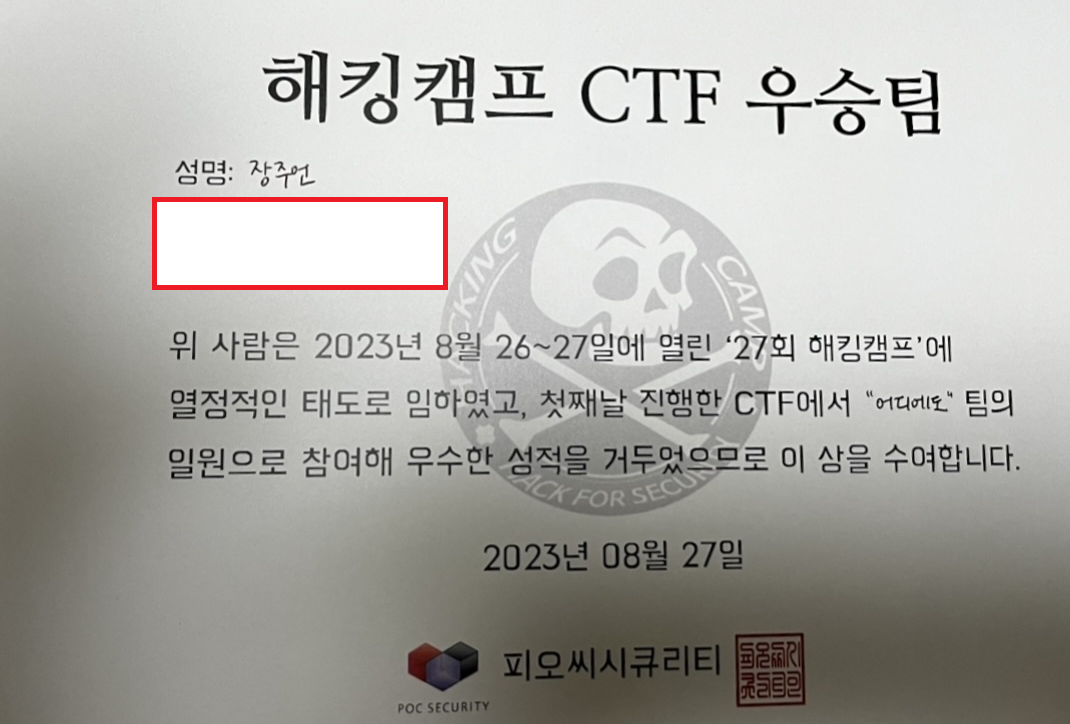 해킹캠프 CTF 우승팀
성명: 장주언
HACKING CAMP
위 사람은 2023년 8월 26~27일에 열린 ‘27회 해킹캠프’에
열정적인 태도로 임하였고, 첫째날 진행한 CTF에서 "어디에도" 팀의
일원으로 참여해 우수한 성적을 거두었으므로 이 상을 수여합니다.
HACK FOR SECURITY
2023년 08월 27일
피오씨시큐리티
POC SECURITY